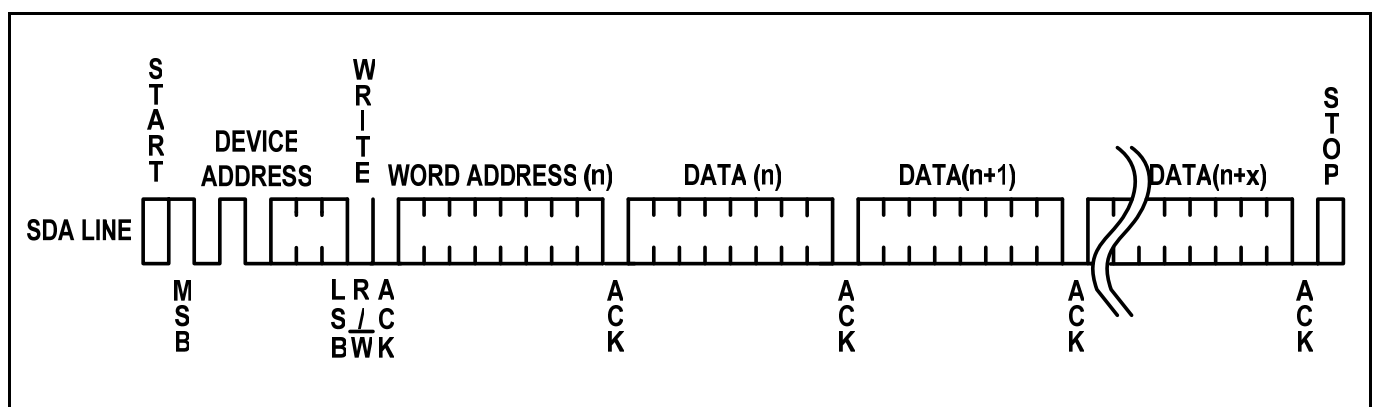 START
WRITE
STOP
DEVICE
ADDRESS
WORD ADDRESS (n)
DATA (n)
DATA(n+1)
DATA(n+x)
SDA LINE
MSB
LSB
R/W
ACK
ACK
ACK
ACK
ACK